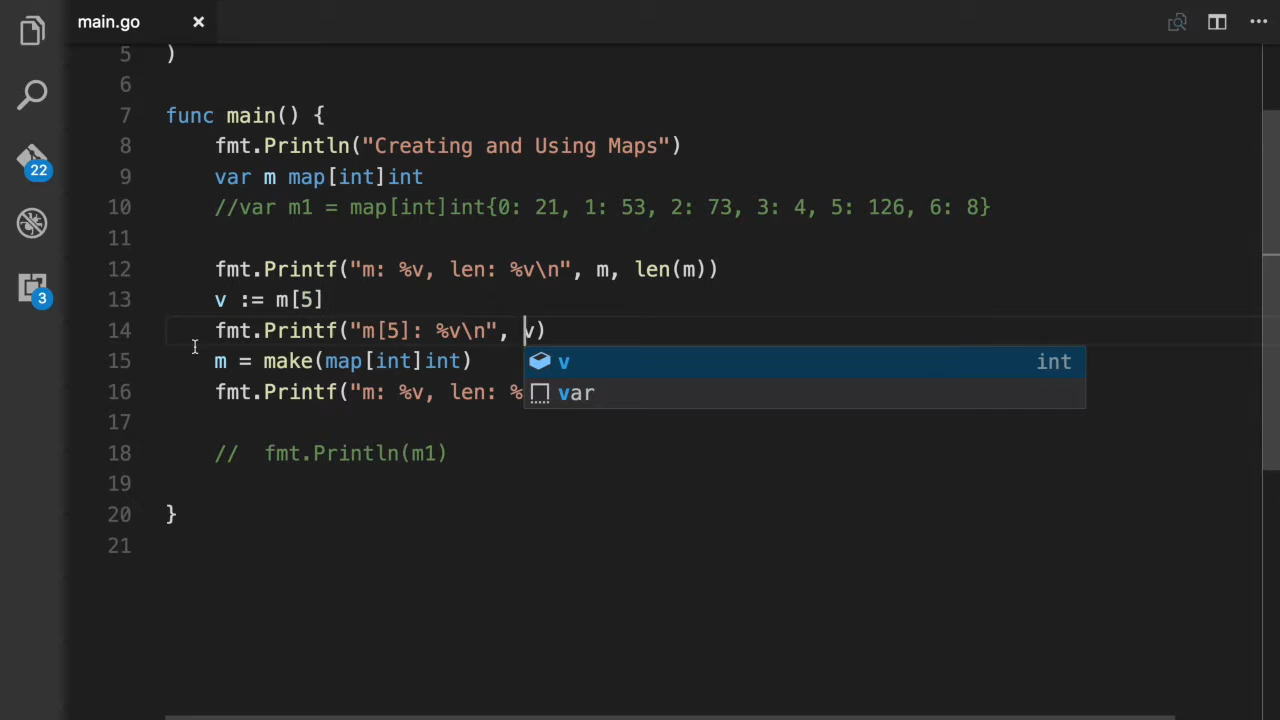 main.go
5 )
6
7 func main() {
8 fmt.Println("Creating and Using Maps")
9 var m map[int]int
10 //var m1 = map[int]int{0: 21, 1: 53, 2: 73, 3: 4, 5: 126, 6: 8}
11
12 fmt.Printf("m: %v, len: %v\n", m, len(m))
13 v := m[5]
14 fmt.Printf("m[5]: %v\n", v)
15 m = make(map[int]int)
v int
16 fmt.Printf("m: %v, len: %
var
17
18 // fmt.Println(m1)
19
20 }
21
22
3